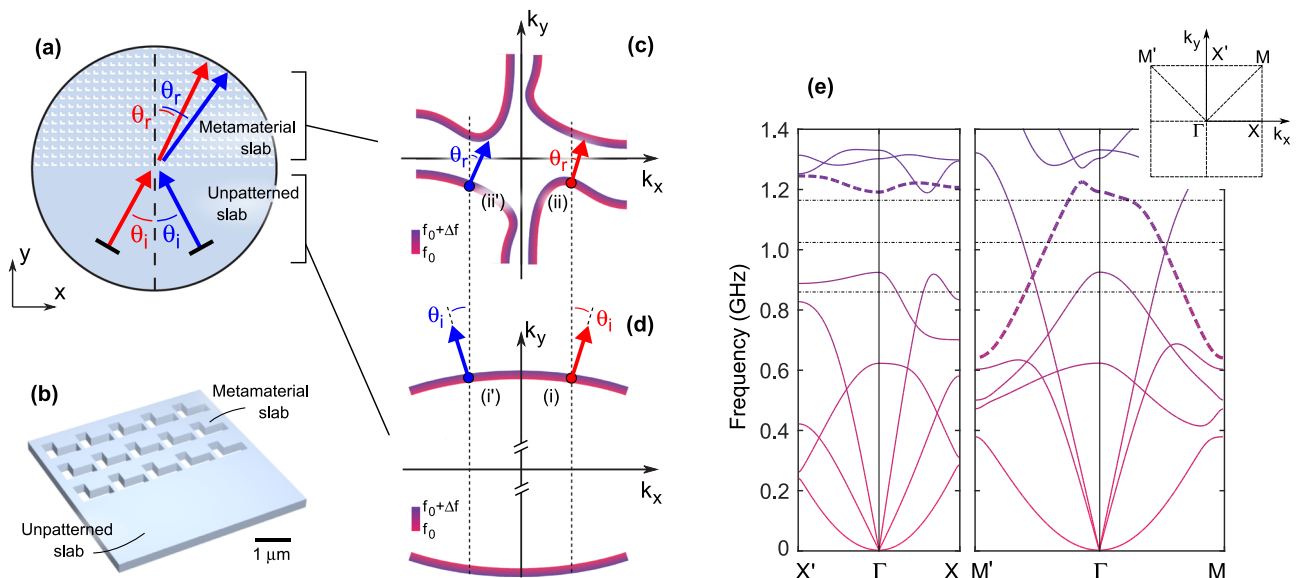 (a)
θr
θr
Metamaterial
slab
Unpatterned
slab
θi
θi
y
x
(b)
Metamaterial
slab
Unpatterned
slab
1 μm
ky
(c)
θr
θr
kx
(ii')
(ii)
f0+Δf
f0
θi
ky
θi
(d)
(i')
(i)
kx
f0+Δf
f0
(e)
ky
M'
X'
M
Γ
X
kx
Frequency (GHz)
1.4
1.2
1.0
0.8
0.6
0.4
0.2
0
X'
Γ
X
M'
Γ
M